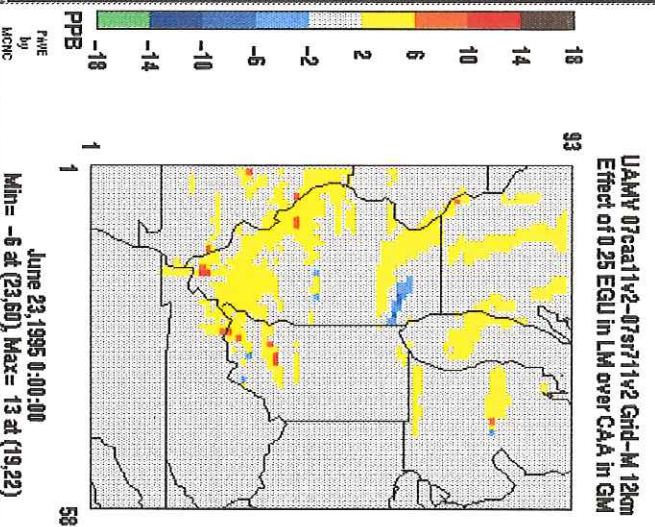 UAMV 07caa11v2-07sr711v2 Grid-M 12km
Effect of 0.25 EGU in LM over CAA in GM
18
14
10
6
2
-2
-6
-10
-14
-18
PPB
PAVE
by
MCNC
93
1
1
58
June 23,1995 0:00:00
Min= -6 at (23,60), Max= 13 at (19,22)